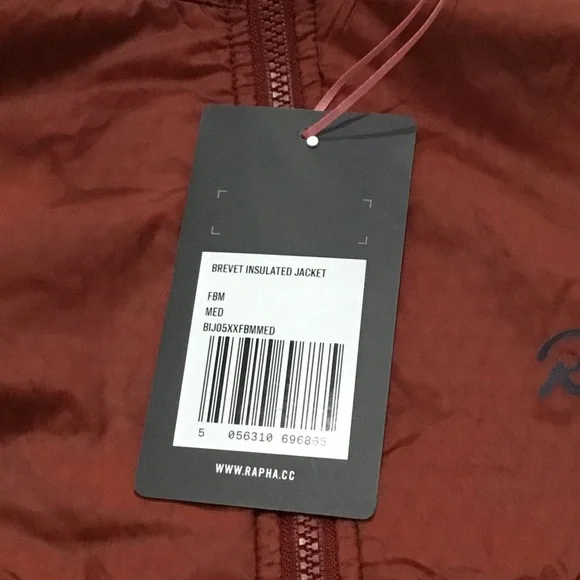 BREVET INSULATED JACKET
FBM
MED
BIJ05XXFBMMED
5 056310 696865
WWW.RAPHA.CC